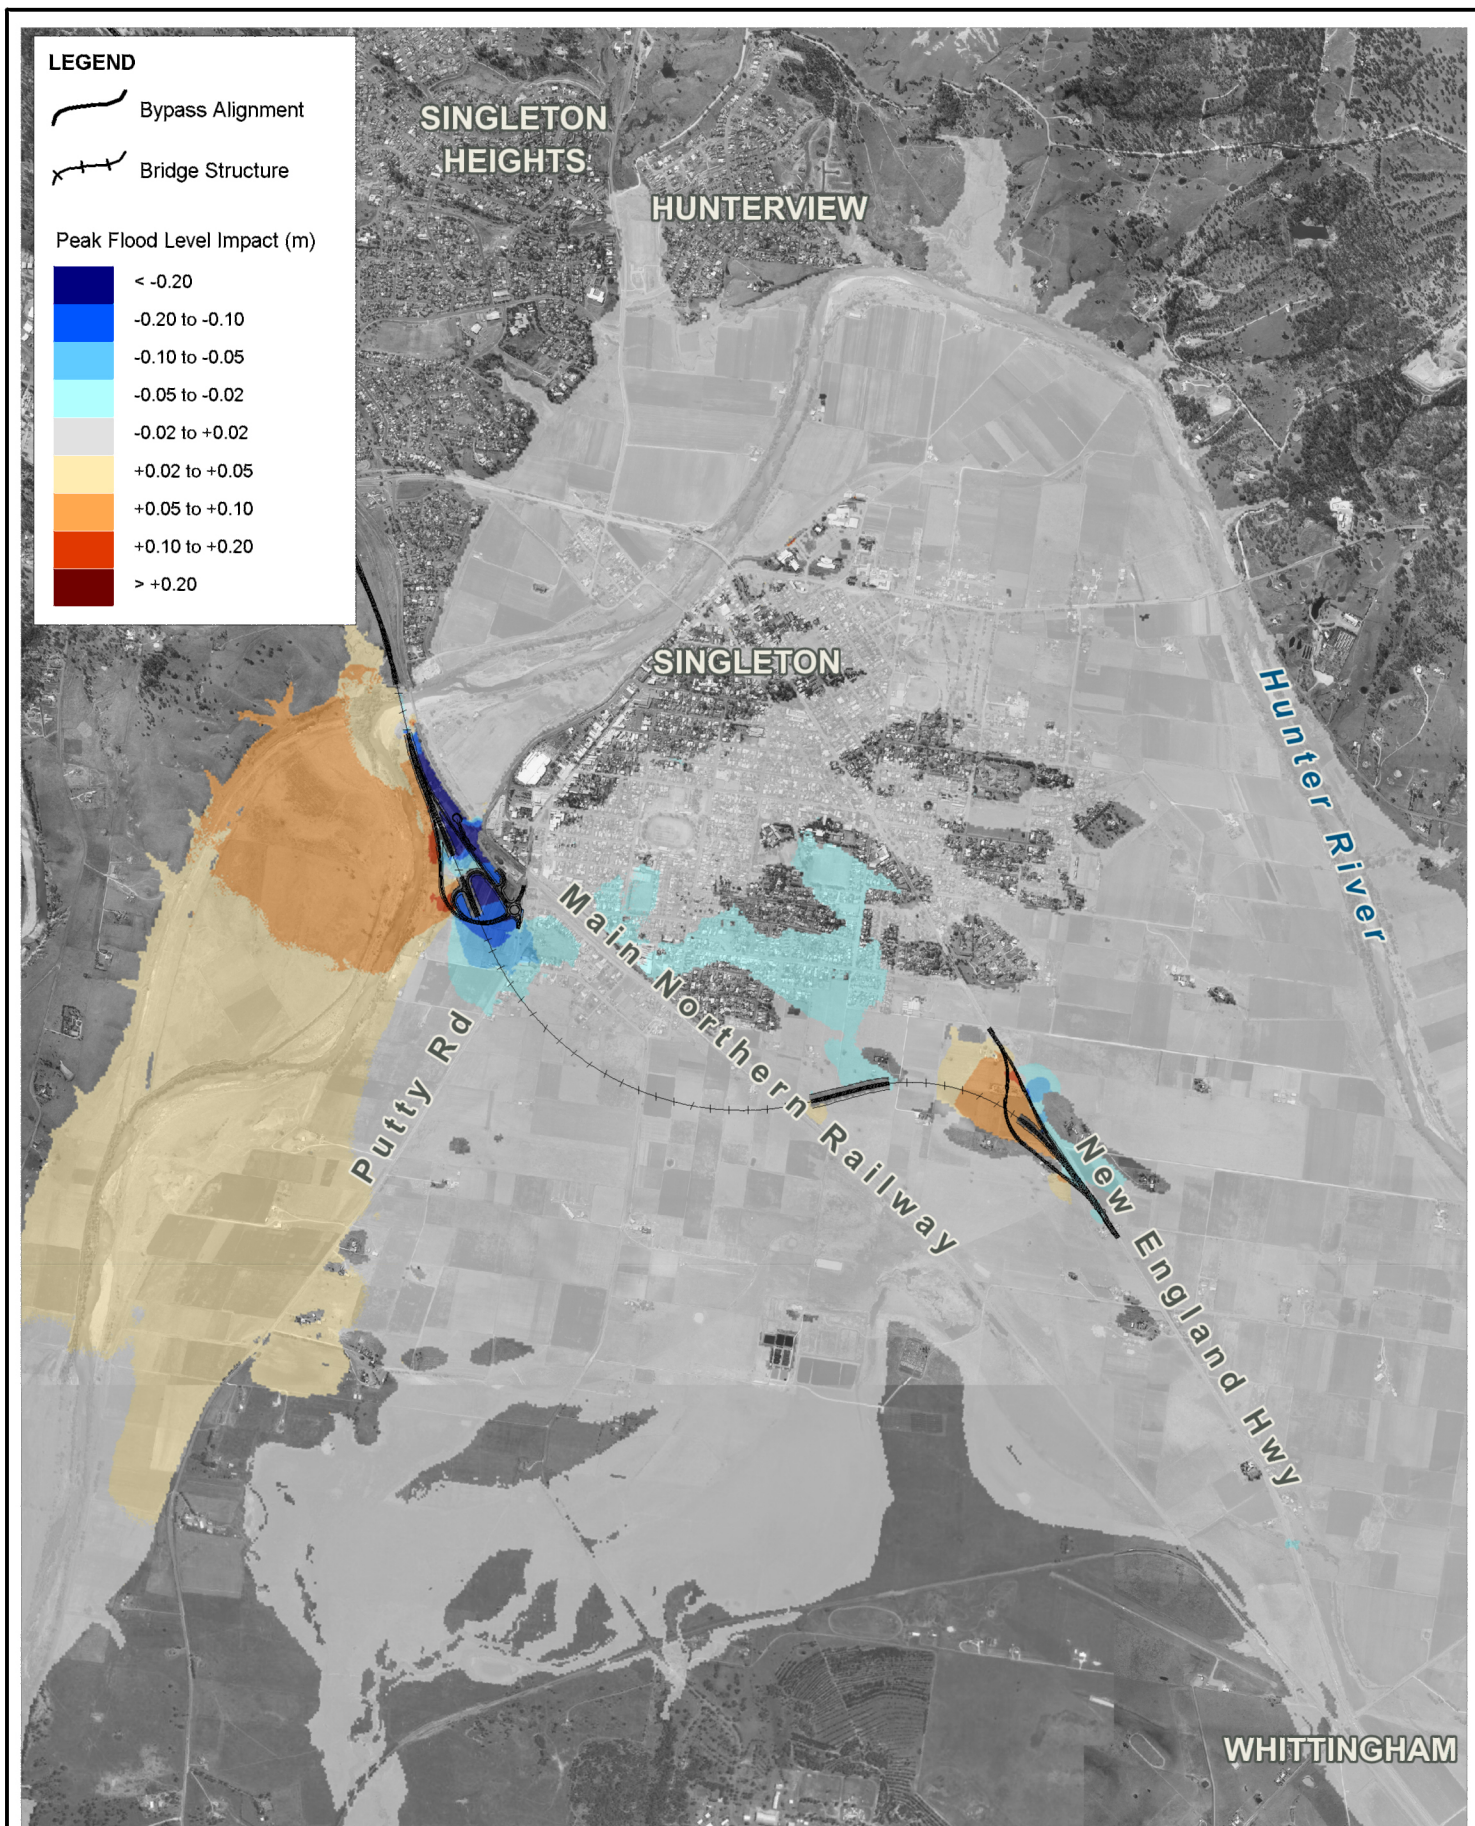 LEGEND
Bypass Alignment
Bridge Structure
Peak Flood Level Impact (m)
< -0.20
-0.20 to -0.10
-0.10 to -0.05
-0.05 to -0.02
-0.02 to +0.02
+0.02 to +0.05
+0.05 to +0.10
+0.10 to +0.20
> +0.20
SINGLETON
HEIGHTS
HUNTERVIEW
SINGLETON
Hunter River
Main Northern Railway
Putty Rd
New England Hwy
WHITTINGHAM